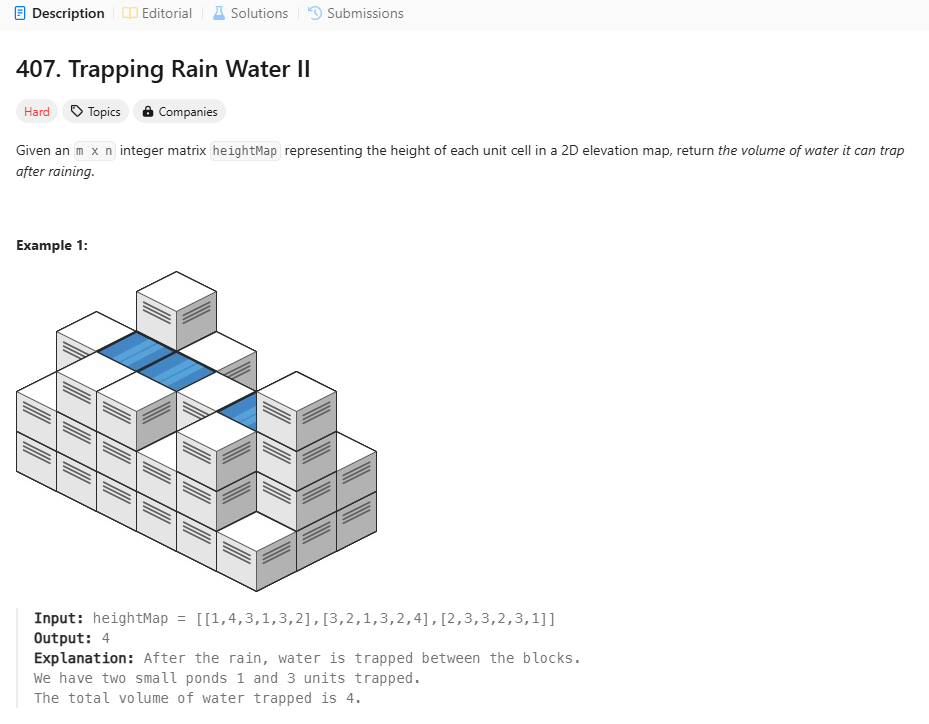 Description Editorial Solutions Submissions
407. Trapping Rain Water II
Hard Topics Companies
Given an m x n integer matrix heightMap representing the height of each unit cell in a 2D elevation map, return the volume of water it can trap
after raining.
Example 1:
Input: heightMap = [[1,4,3,1,3,2],[3,2,1,3,2,4],[2,3,3,2,3,1]]
Output: 4
Explanation: After the rain, water is trapped between the blocks.
We have two small ponds 1 and 3 units trapped.
The total volume of water trapped is 4.